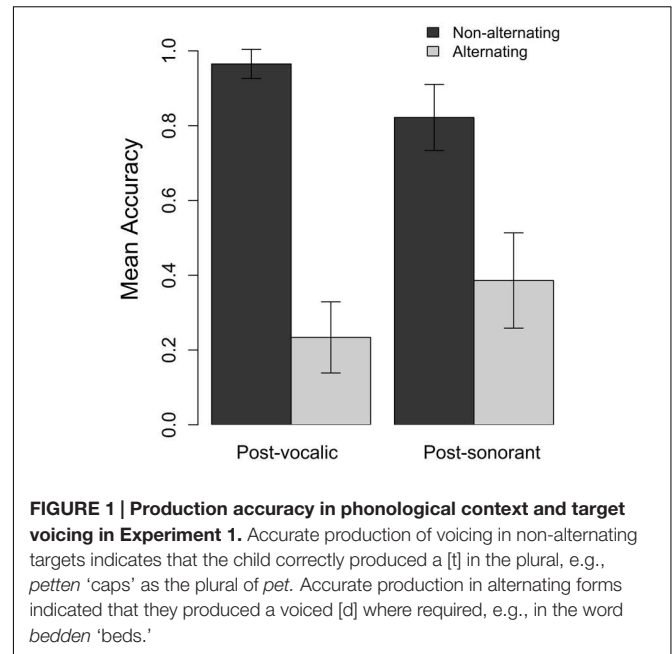 Non-alternating
Alternating
1.0
0.8
0.6
0.4
0.2
0.0
Mean Accuracy
Post-vocalic Post-sonorant
FIGURE 1 | Production accuracy in phonological context and target
voicing in Experiment 1. Accurate production of voicing in non-alternating
targets indicates that the child correctly produced a [t] in the plural, e.g.,
petten ‘caps’ as the plural of pet. Accurate production in alternating forms
indicated that they produced a voiced [d] where required, e.g., in the word
bedden ‘beds.’